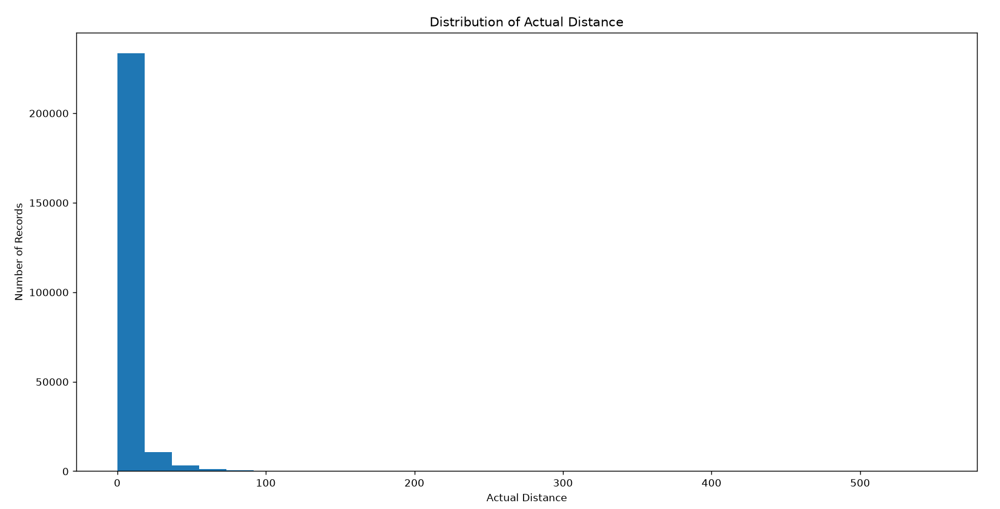 Distribution of Actual Distance
Number of Records
200000
150000
100000
50000
0
0 100 200 300 400 500
Actual Distance